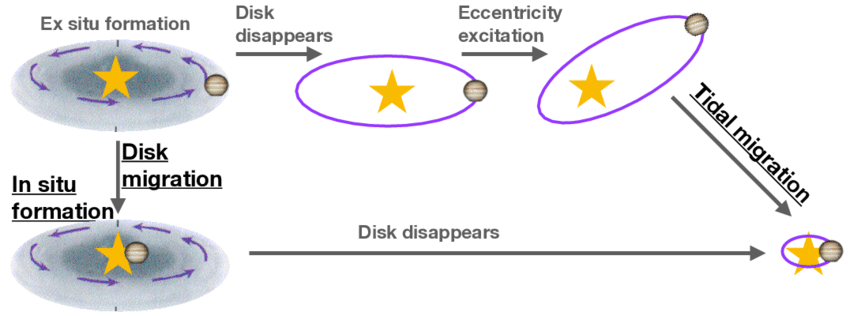 Ex situ formation
Disk
disappears
Eccentricity
excitation
Tidal migration
Disk
migration
In situ
formation
Disk disappears